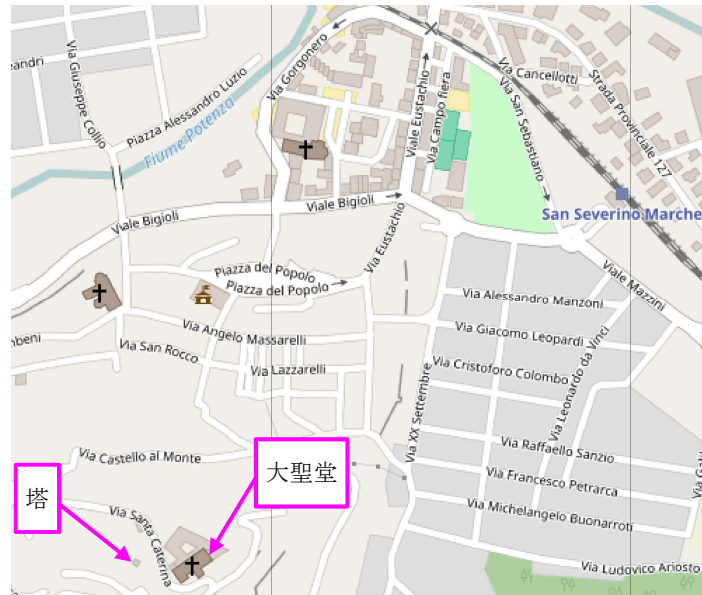 eandri
Via Giuseppe Collio
Piazza Alessandro Luzio
Fiume Potenza
Via Gorgonero
Viale Eustachio
Via Campo fiera
Cancellotti
Via San Sebastiano
Strada Provinciale 127
San Severino Marche
Viale Bigioli
Viale Bigioli
Via Eustachio
Viale Mazzini
Piazza del Popolo
Piazza del Popolo
Via Alessandro Manzoni
Via Angelo Massarelli
Via Giacomo Leopardi
mbeni
Via San Rocco
Via Lazzarelli
Via Cristoforo Colombo
Via Leonardo da Vinci
Via XX Settembre
Via Castello al Monte
Via Raffaello Sanzio
大聖堂
Via Francesco Petrarca
塔
Via Santa Caterina
Via Michelangelo Buonarroti
Via Ludovico Ariosto